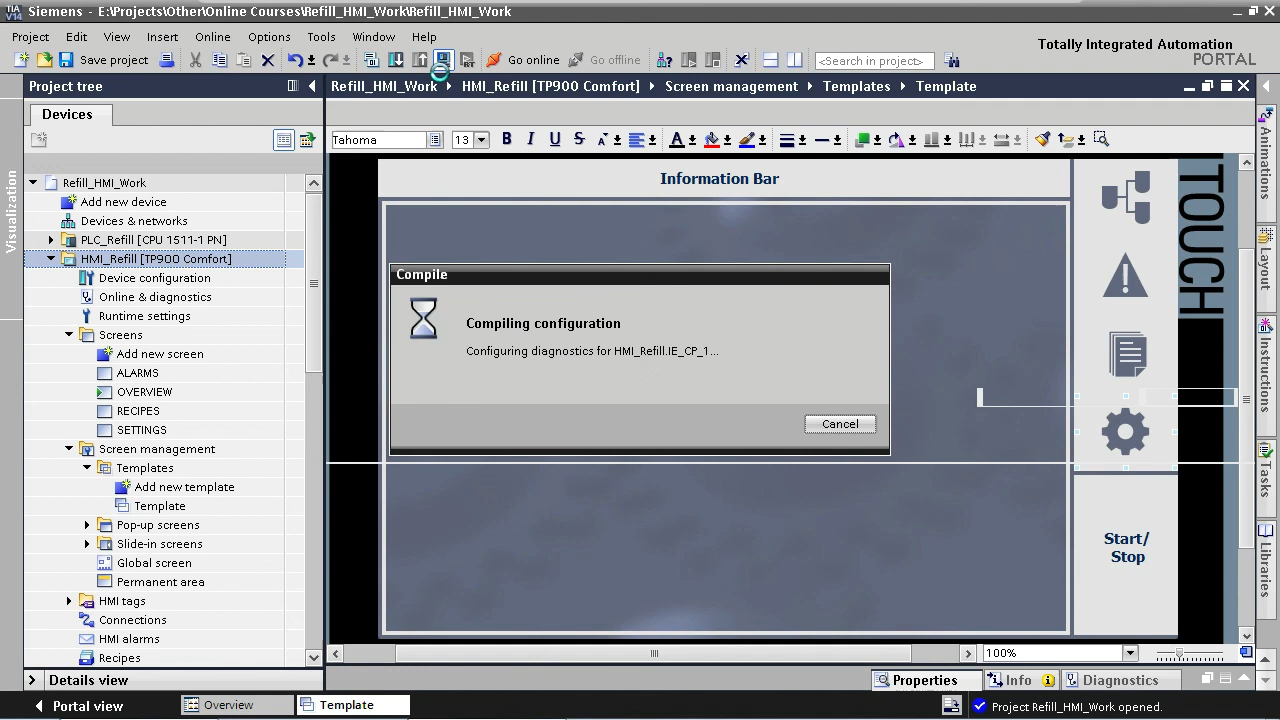 TIA V14
Siemens - E:\Projects\Other\Online Courses\Refill_HMI_Work\Refill_HMI_Work
Project Edit View Insert Online Options Tools Window Help
Totally Integrated Automation
PORTAL
Save project
Go online
Go offline
<Search in project>
Project tree
Refill_HMI_Work HMI_Refill [TP900 Comfort] Screen management Templates Template
Devices
Tahoma
13
B I U S
Visualization
Refill_HMI_Work
Add new device
Devices & networks
PLC_Refill [CPU 1511-1 PN]
HMI_Refill [TP900 Comfort]
Device configuration
Online & diagnostics
Runtime settings
Screens
Add new screen
ALARMS
OVERVIEW
RECIPES
SETTINGS
Screen management
Templates
Add new template
Template
Pop-up screens
Slide-in screens
Global screen
Permanent area
HMI tags
Connections
HMI alarms
Recipes
Information Bar
TOUCH
Compile
Compiling configuration
Configuring diagnostics for HMI_Refill.IE_CP_1...
Cancel
Start/
Stop
Animations
Layout
Instructions
Tasks
Libraries
100%
Details view
Properties
Info
Diagnostics
Portal view
Overview
Template
Project Refill_HMI_Work opened.